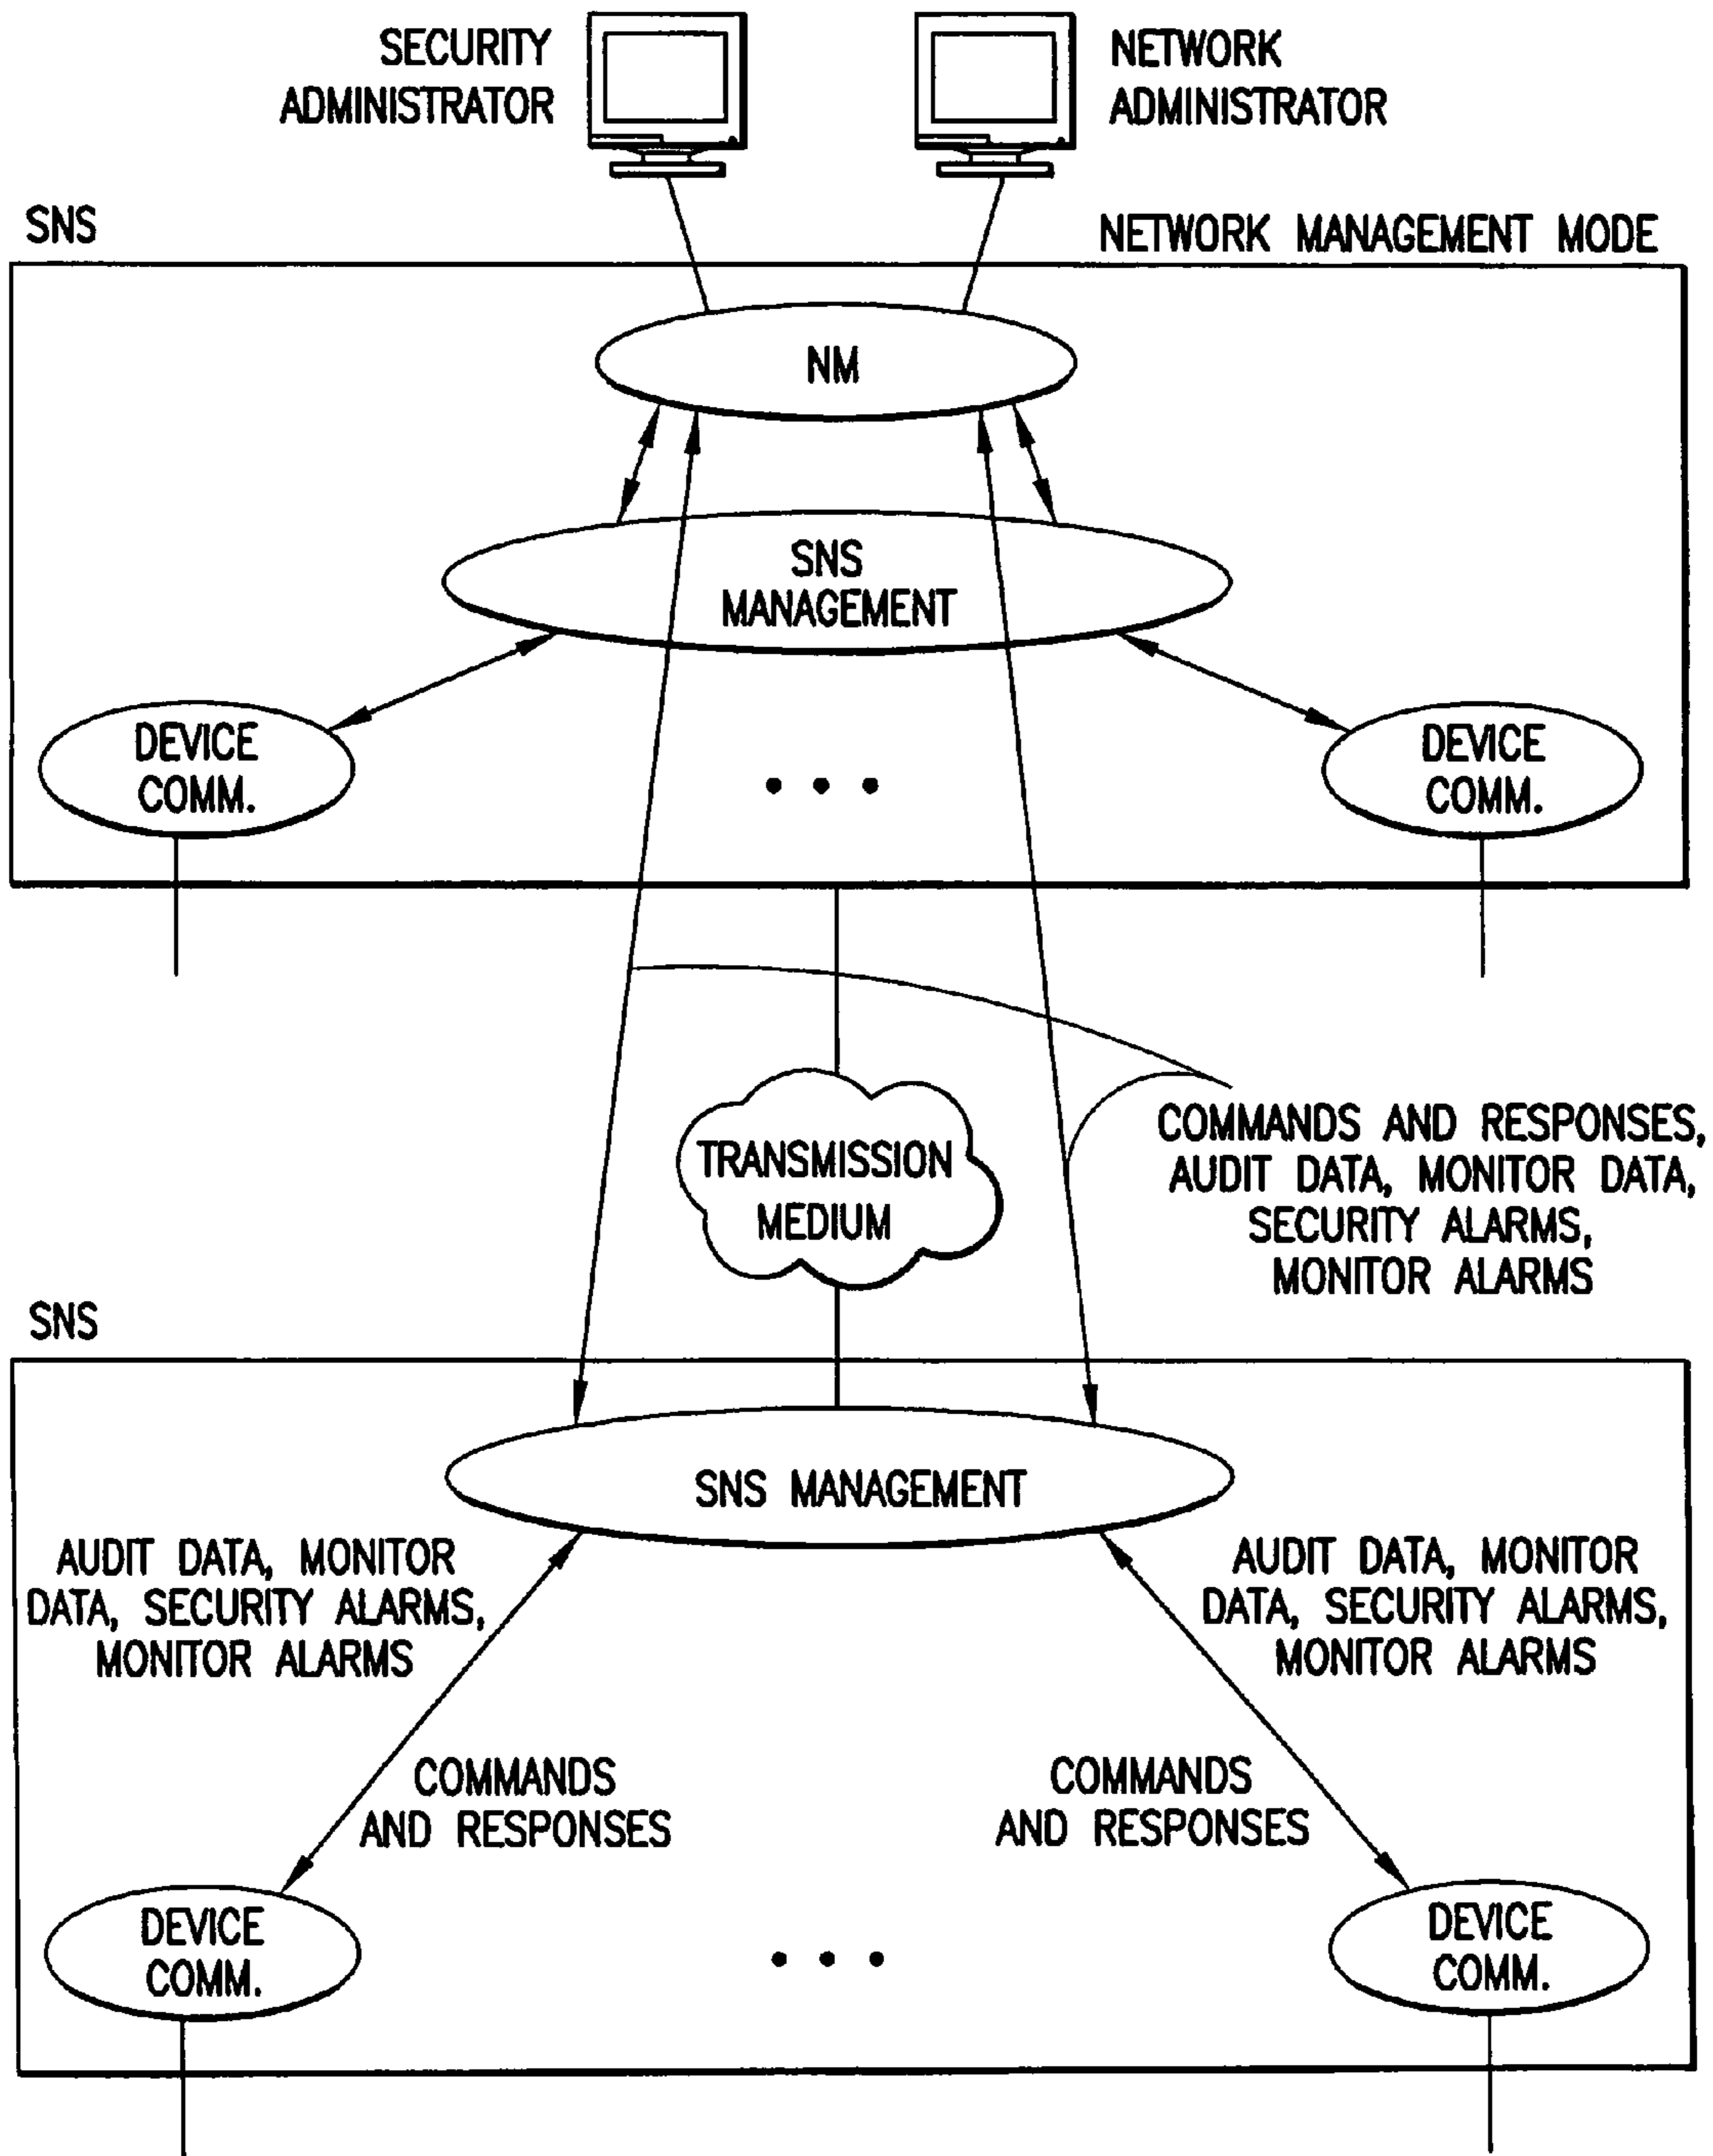 SECURITY
ADMINISTRATOR
NETWORK
ADMINISTRATOR
SNS
NETWORK MANAGEMENT MODE
NM
SNS
MANAGEMENT
DEVICE
COMM.
DEVICE
COMM.
TRANSMISSION
MEDIUM
COMMANDS AND RESPONSES,
AUDIT DATA, MONITOR DATA,
SECURITY ALARMS,
MONITOR ALARMS
SNS
SNS MANAGEMENT
AUDIT DATA, MONITOR
DATA, SECURITY ALARMS,
MONITOR ALARMS
AUDIT DATA, MONITOR
DATA, SECURITY ALARMS,
MONITOR ALARMS
COMMANDS
AND RESPONSES
COMMANDS
AND RESPONSES
DEVICE
COMM.
DEVICE
COMM.